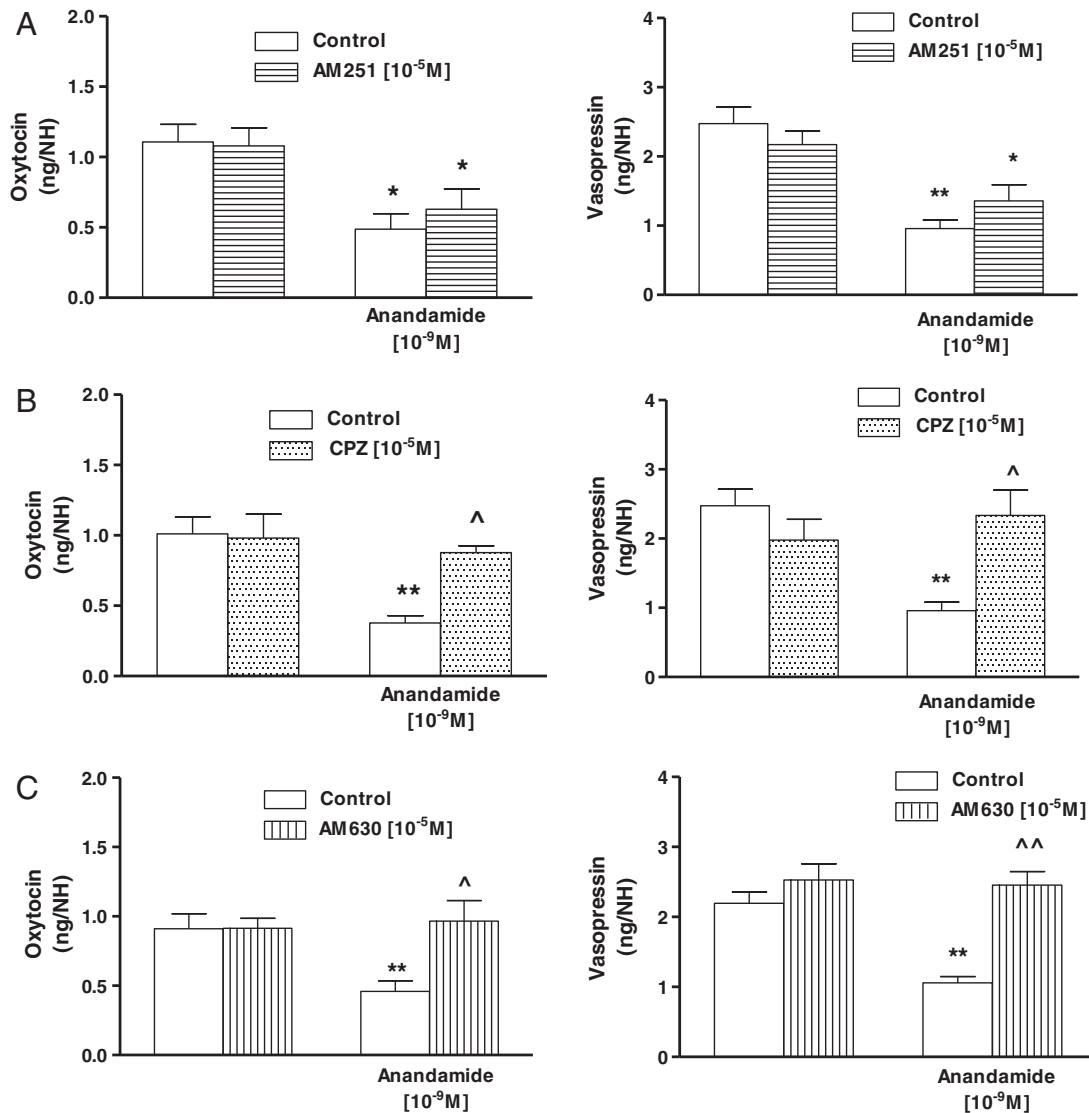 A
Control
AM251 [10⁻⁵M]
Oxytocin
(ng/NH)
2.0
1.5
1.0
0.5
0.0
*
*
Anandamide
[10⁻⁹M]
Control
AM251 [10⁻⁵M]
Vasopressin
(ng/NH)
4
3
2
1
0
**
*
Anandamide
[10⁻⁹M]
B
Control
CPZ [10⁻⁵M]
Oxytocin
(ng/NH)
2.0
1.5
1.0
0.5
0.0
**
^
Anandamide
[10⁻⁹M]
Control
CPZ [10⁻⁵M]
Vasopressin
(ng/NH)
4
3
2
1
0
**
^
Anandamide
[10⁻⁹M]
C
Control
AM630 [10⁻⁵M]
Oxytocin
(ng/NH)
2.0
1.5
1.0
0.5
0.0
**
^
Anandamide
[10⁻⁹M]
Control
AM630 [10⁻⁵M]
Vasopressin
(ng/NH)
4
3
2
1
0
**
^^
Anandamide
[10⁻⁹M]